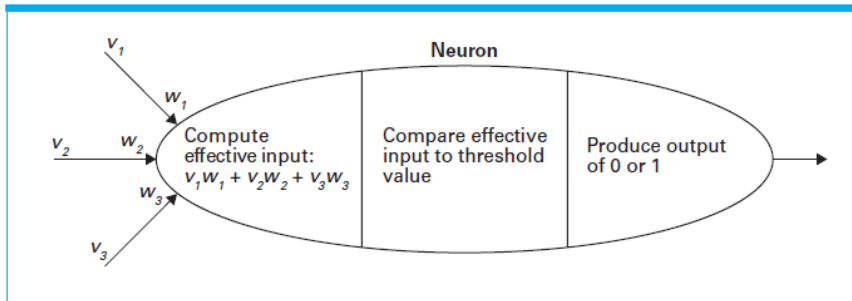 Neuron
v₁
w₁
v₂
w₂
w₃
v₃
Compute
effective input:
v₁w₁ + v₂w₂ + v₃w₃
Compare effective
input to threshold
value
Produce output
of 0 or 1